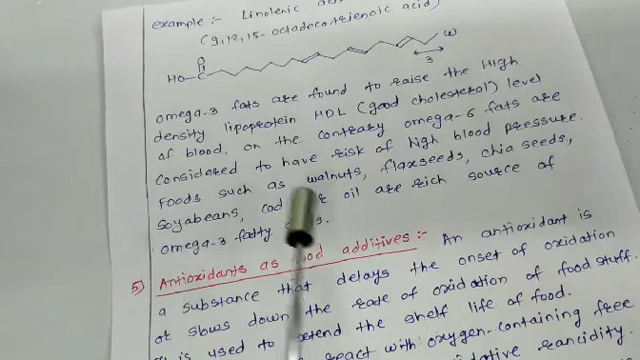 example :- Linolenic
(9,12,15-octadecatrienoic acid)
O
HO-C
ω
3
omega-3 fats are found to raise the High
density lipoprotein HDL (good cholesterol) level
of blood. on the contrary omega-6 fats are
Considered to have risk of high blood pressure.
Foods such as walnuts, flaxseeds, chia seeds,
soyabeans, cod oil are rich source of
omega-3 fatty
5) Antioxidants as additives :- An antioxidant is
a substance that delays the onset of oxidation
or slows down the rate of oxidation of food stuff.
is used to extend the shelf life of food.
react with oxygen-containing free
rancidity.